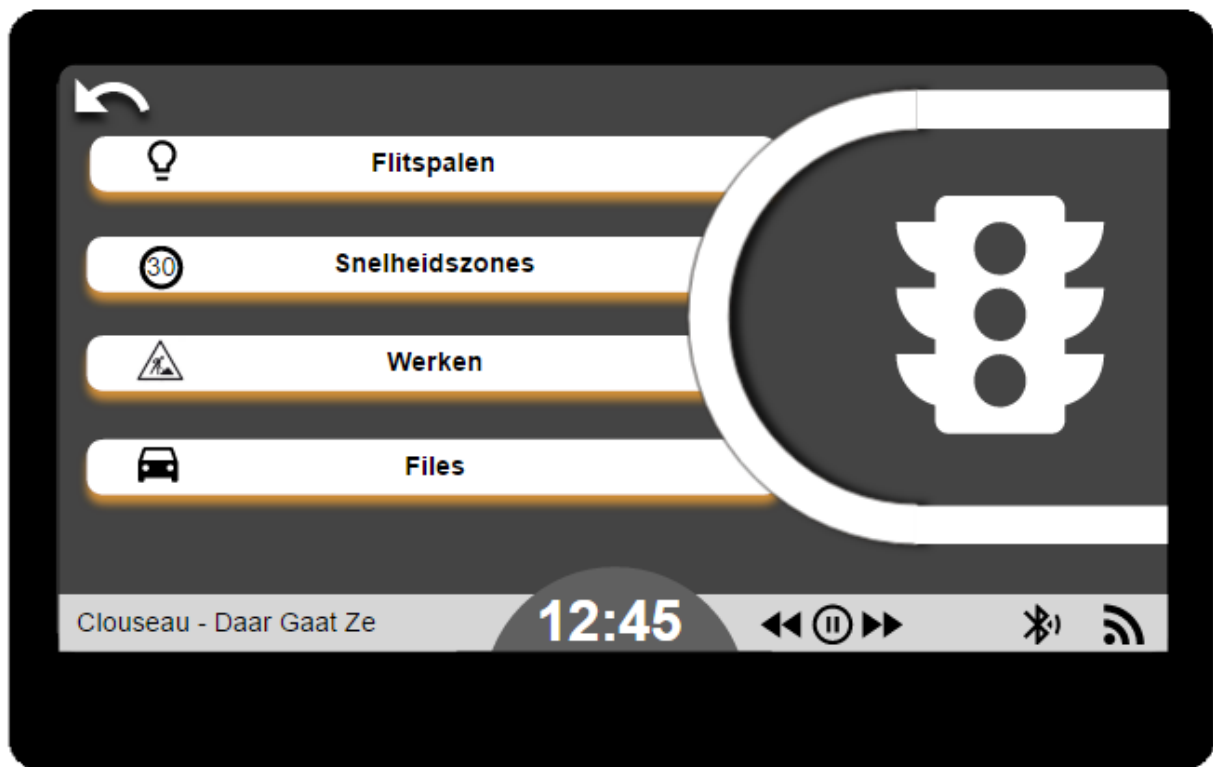 Flitspalen
30
Snelheidszones
Werken
Files
Clouseau - Daar Gaat Ze
12:45